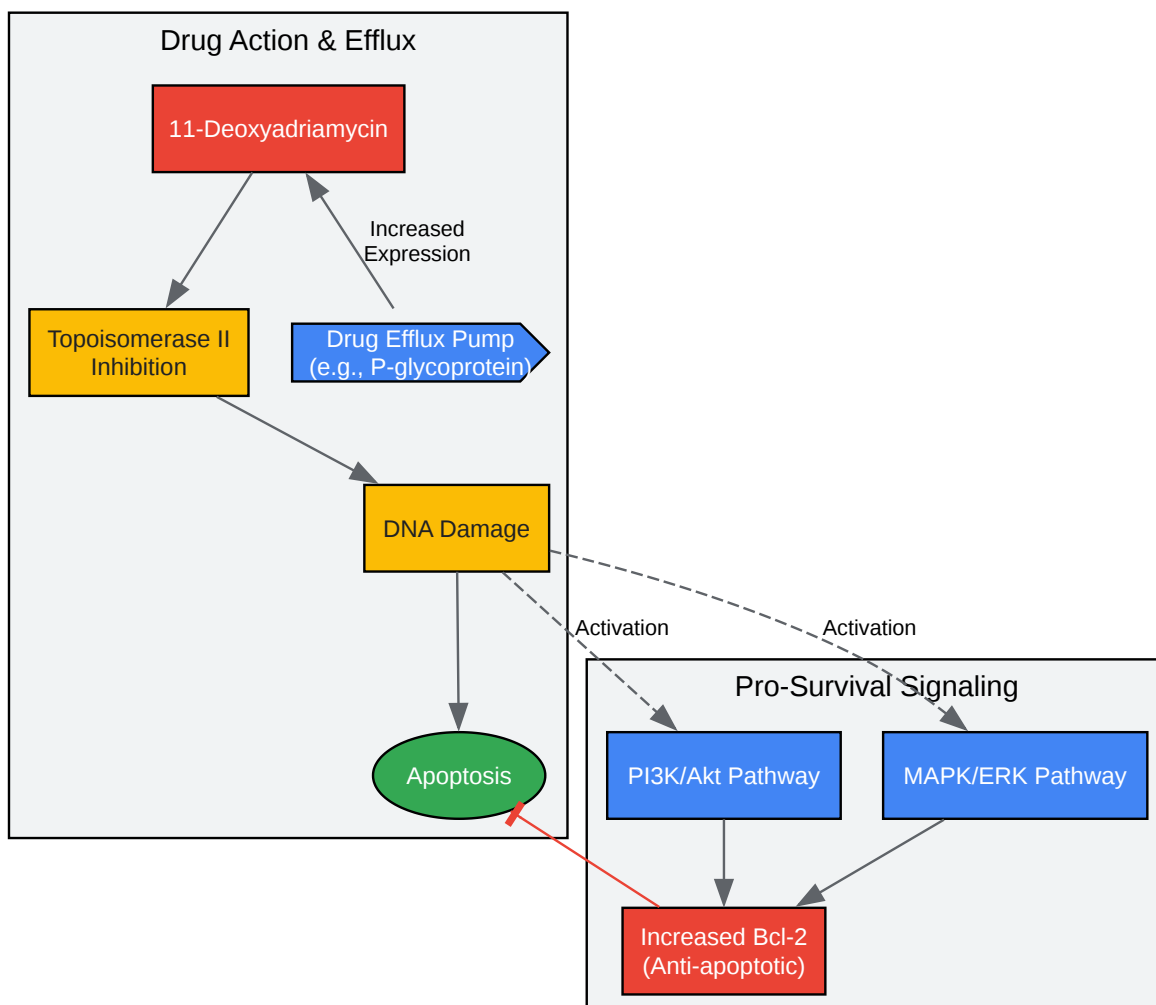 Drug Action & Efflux
11-Deoxyadriamycin
Increased
Expression
Topoisomerase II
Inhibition
Drug Efflux Pump
(e.g., P-glycoprotein)
DNA Damage
Activation
Activation
Pro-Survival Signaling
Apoptosis
PI3K/Akt Pathway
MAPK/ERK Pathway
Increased Bcl-2
(Anti-apoptotic)